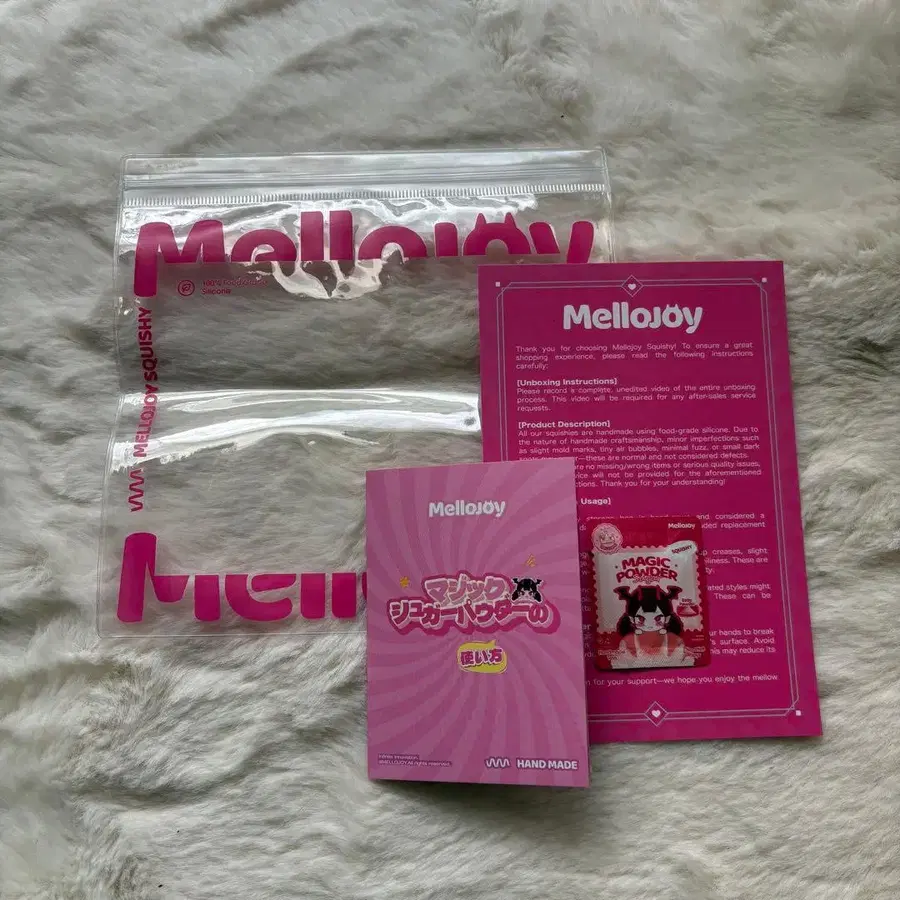 Mellojoy
100% food-grade
Silicone
MELLOJOY SQUISHY
Mellojoy
Mellojoy
Thank you for choosing Mellojoy Squishy! To ensure a great
shopping experience, please read the following instructions
carefully:
[Unboxing Instructions]
Please record a complete, unedited video of the entire unboxing
process. This video will be required for any after-sales service
requests.
[Product Description]
All our squishies are handmade using food-grade silicone. Due to
the nature of handmade craftsmanship, minor imperfections such
as slight mold marks, tiny air bubbles, minimal fuzz, or small dark
these are normal and not considered defects.
are no missing/wrong items or serious quality issues,
will not be provided for the aforementioned
Thank you for your understanding!
Usage]
and considered a
replacement
creases, slight
These are
styles might
These can be
your hands to break
surface. Avoid
this may reduce its
for your support—we hope you enjoy the mellow
Mellojoy
マジック
シュガーパウダーの
使い方
@MELLOJOY All rights reserved.
HAND MADE
Mellojoy
SQUISHY
MAGIC
POWDER